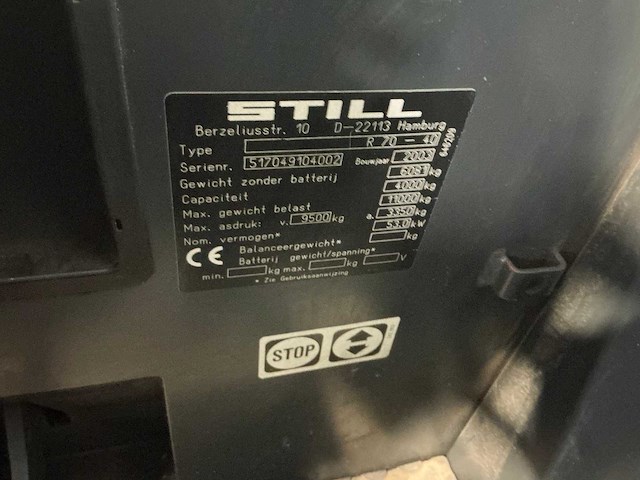 STILL
Berzeliusstr. 10 D-22113 Hamburg
Type R 70 - 40
Serienr. 517049104002 Bouwjaar 2003
Gewicht zonder batterij 6081 kg
Capaciteit 4000 kg
Max. gewicht belast 11000 kg
Max. asdruk: v. 9500 kg a. 3350 kg
Nom. vermogen* 53.0 kW
CE Balanceergewicht* kg
Batterij gewicht/spanning*
min. kg max. kg V
* Zie Gebruiksaanwijzing
STOP